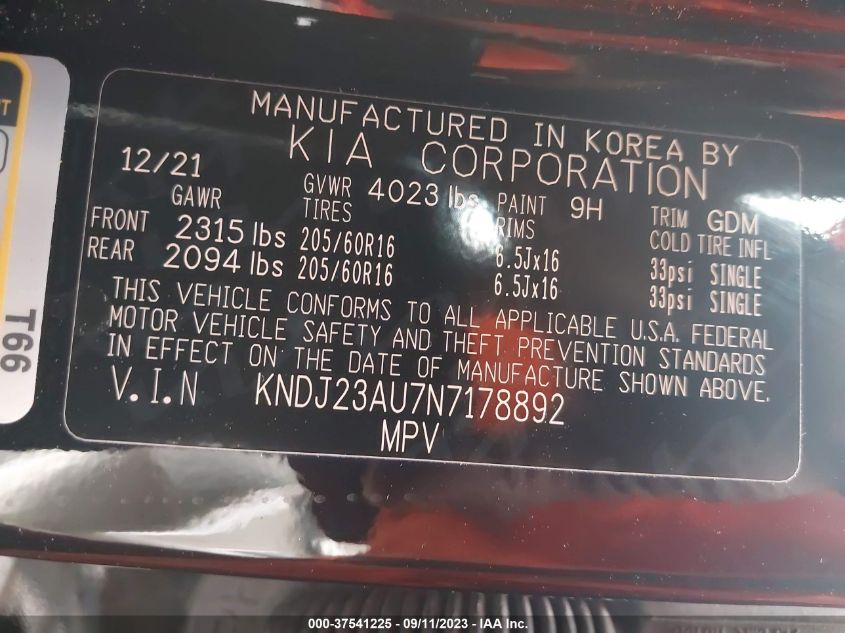 MANUFACTURED IN KOREA BY
KIA CORPORATION
12/21
GAWR
GVWR 4023 lbs PAINT 9H TRIM GDM
TIRES RIMS COLD TIRE INFL
FRONT 2315 lbs 205/60R16 6.5Jx16 33psi SINGLE
REAR 2094 lbs 205/60R16 6.5Jx16 33psi SINGLE
THIS VEHICLE CONFORMS TO ALL APPLICABLE U.S.A. FEDERAL
MOTOR VEHICLE SAFETY AND THEFT PREVENTION STANDARDS
IN EFFECT ON THE DATE OF MANUFACTURE SHOWN ABOVE.
V.I.N KNDJ23AU7N7178892
MPV
T66
000-37541225 - 09/11/2023 - IAA Inc.